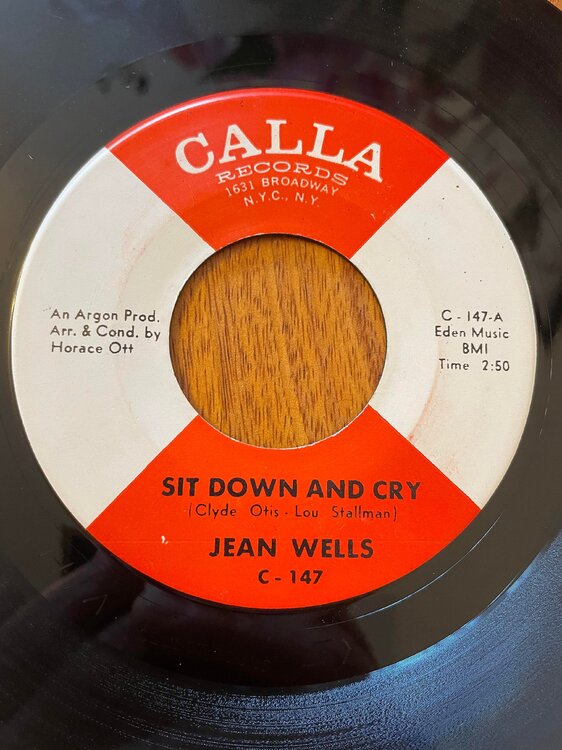 CALLA
RECORDS
1631 BROADWAY
N.Y.C., N.Y.
An Argon Prod.
Arr. & Cond. by
Horace Ott
C - 147-A
Eden Music
BMI
Time 2:50
SIT DOWN AND CRY
(Clyde Otis - Lou Stallman)
JEAN WELLS
C - 147